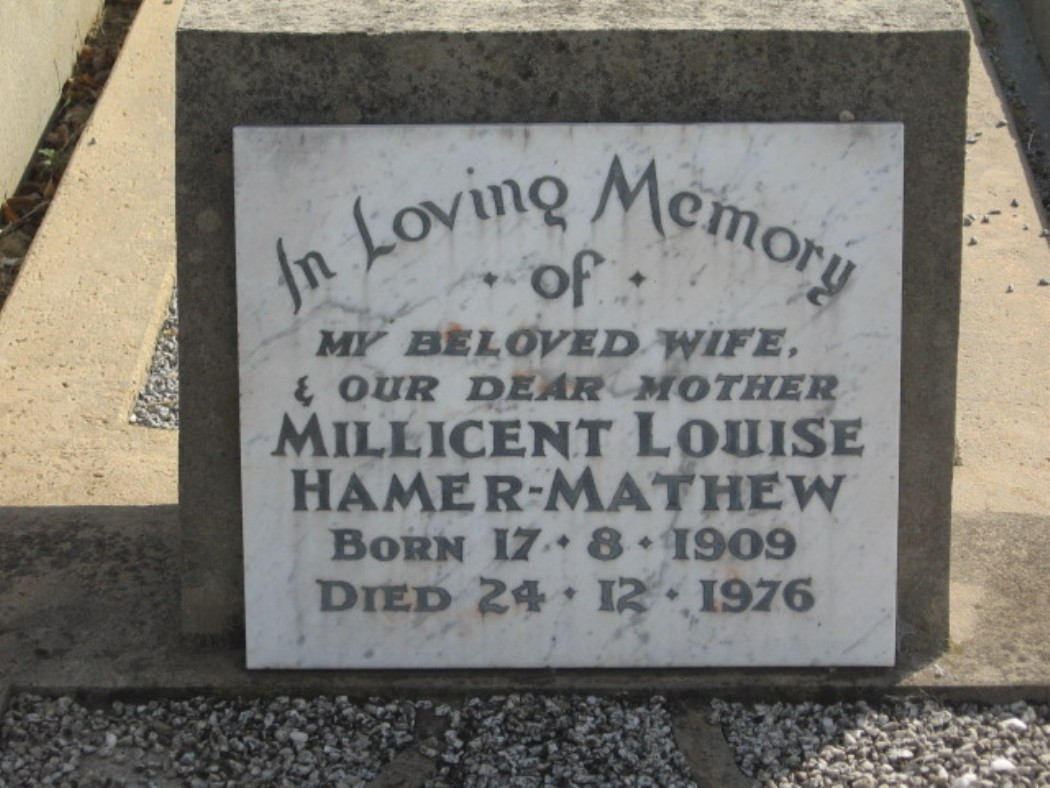 In Loving Memory
· of ·
MY BELOVED WIFE,
& OUR DEAR MOTHER
MILLICENT LOUISE
HAMER-MATHEW
BORN 17 · 8 · 1909
DIED 24 · 12 · 1976